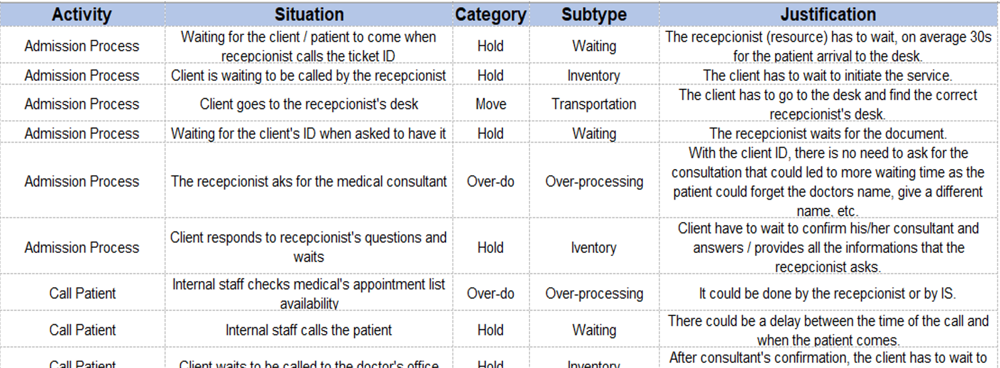 Activity Situation Category Subtype Justification
Admission Process Waiting for the client / patient to come when recepcionist calls the ticket ID Hold Waiting The recepcionist (resource) has to wait, on average 30s for the patient arrival to the desk.
Admission Process Client is waiting to be called by the recepcionist Hold Inventory The client has to wait to initiate the service.
Admission Process Client goes to the recepcionist's desk Move Transportation The client has to go to the desk and find the correct recepcionist's desk.
Admission Process Waiting for the client's ID when asked to have it Hold Waiting The recepcionist waits for the document.
Admission Process The recepcionist aks for the medical consultant Over-do Over-processing With the client ID, there is no need to ask for the consultation that could led to more waiting time as the patient could forget the doctors name, give a different name, etc.
Admission Process Client responds to recepcionist's questions and waits Hold Iventory Client have to wait to confirm his/her consultant and answers / provides all the informations that the recepcionist asks.
Call Patient Internal staff checks medical's appointment list availability Over-do Over-processing It could be done by the recepcionist or by IS.
Call Patient Internal staff calls the patient Hold Waiting There could be a delay between the time of the call and when the patient comes.
Call Patient Client waits to be called to the doctor's office Hold Inventory After consultant's confirmation, the client has to wait to